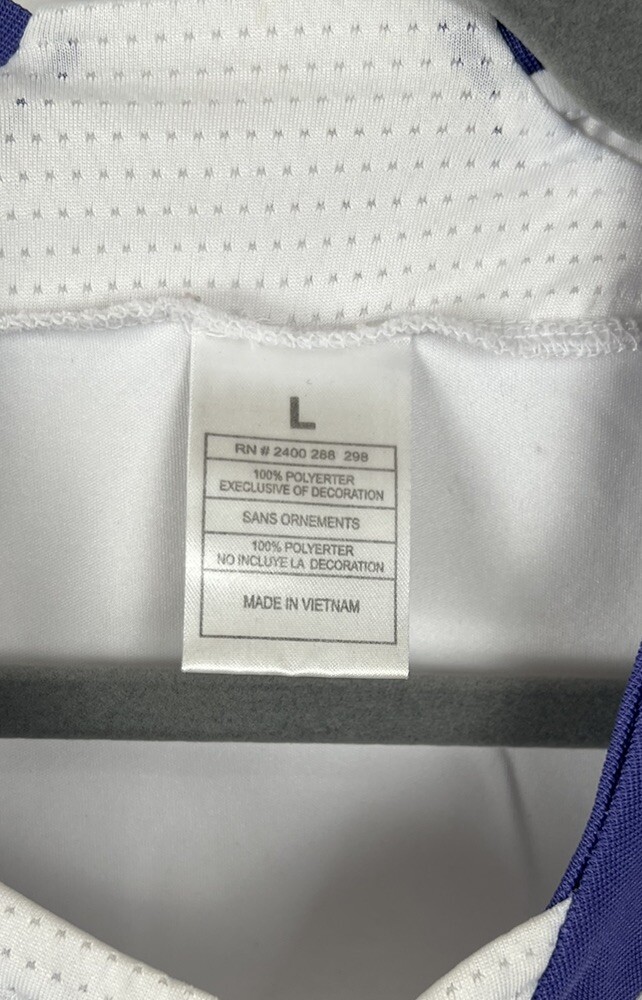 L
RN # 2400 288 298
100% POLYERTER
EXECLUSIVE OF DECORATION
SANS ORNEMENTS
100% POLYERTER
NO INCLUYE LA DECORATION
MADE IN VIETNAM